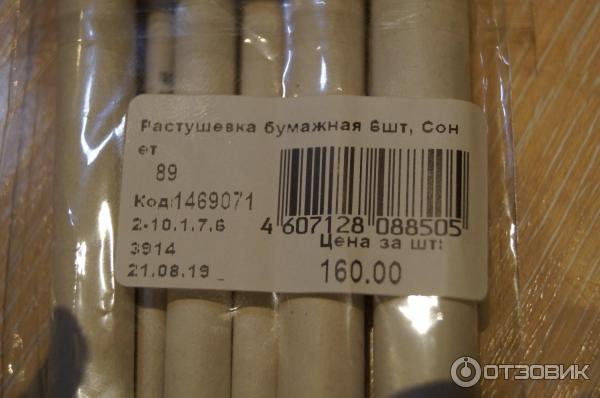 Растушевка бумажная 6шт, Сон
ет
89
Код:1469071
2-10.1.7.6
3914
21.08.19
4 607128 088505
Цена за шт:
160.00
ОТЗОВИК